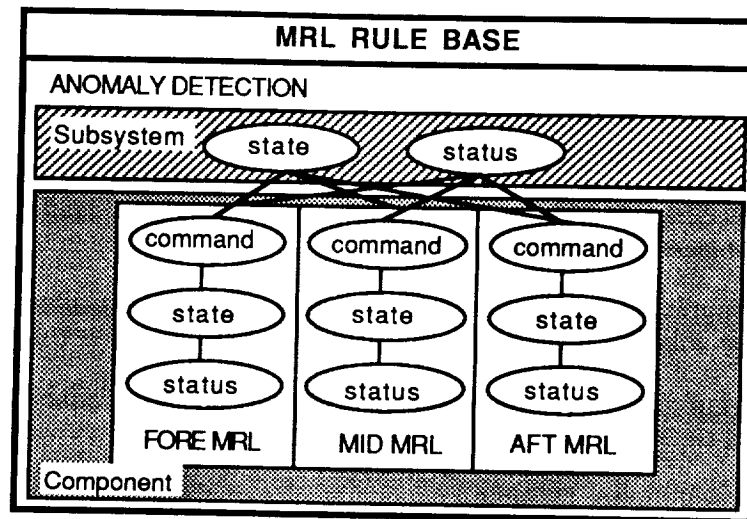 MRL RULE BASE
ANOMALY DETECTION
Subsystem state status
command command command
state state state
status status status
FORE MRL MID MRL AFT MRL
Component